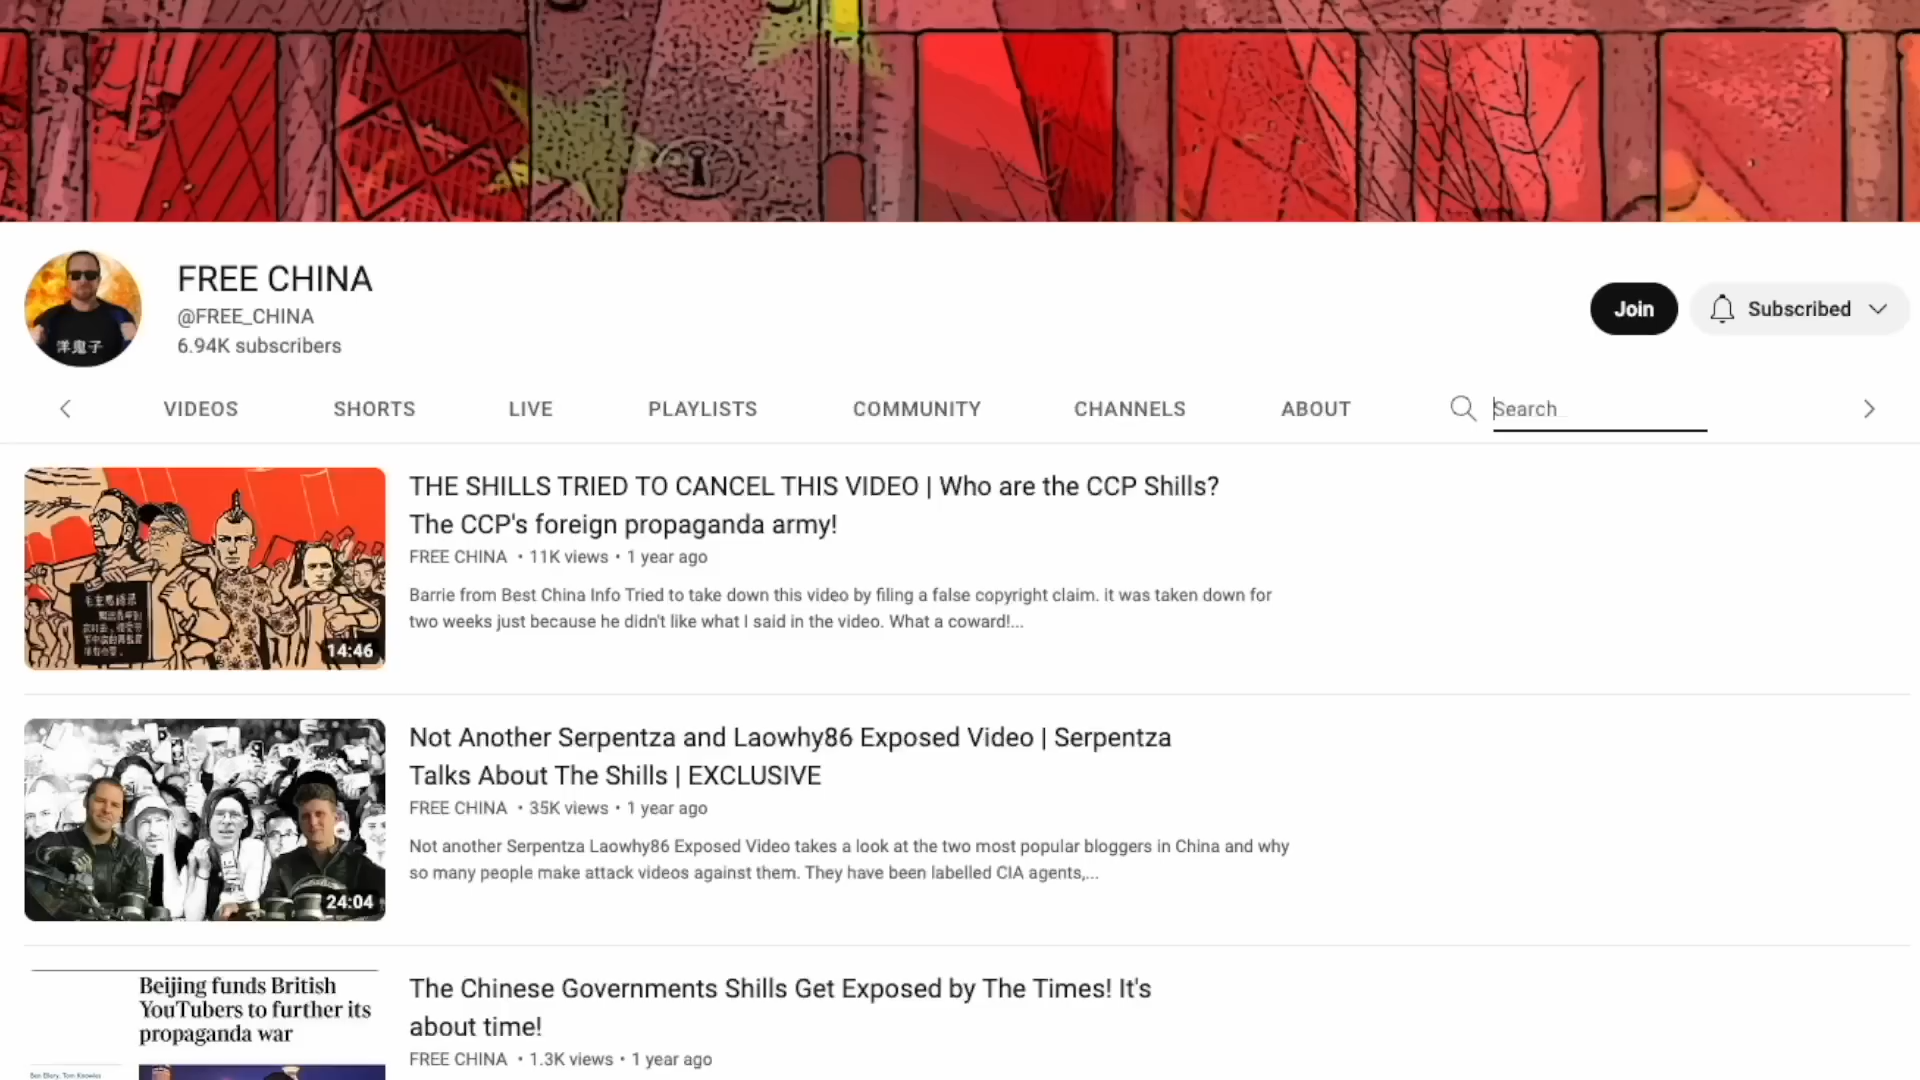 FREE CHINA
@FREE_CHINA
6.94K subscribers
洋鬼子
Join
Subscribed
VIDEOS
SHORTS
LIVE
PLAYLISTS
COMMUNITY
CHANNELS
ABOUT
Search
14:46
THE SHILLS TRIED TO CANCEL THIS VIDEO | Who are the CCP Shills?
The CCP's foreign propaganda army!
FREE CHINA • 11K views • 1 year ago
Barrie from Best China Info Tried to take down this video by filing a false copyright claim. it was taken down for
two weeks just because he didn't like what I said in the video. What a coward!...
24:04
Not Another Serpentza and Laowhy86 Exposed Video | Serpentza
Talks About The Shills | EXCLUSIVE
FREE CHINA • 35K views • 1 year ago
Not another Serpentza Laowhy86 Exposed Video takes a look at the two most popular bloggers in China and why
so many people make attack videos against them. They have been labelled CIA agents,...
Beijing funds British
YouTubers to further its
propaganda war
Ben Ellery, Tom Knowles
The Chinese Governments Shills Get Exposed by The Times! It's
about time!
FREE CHINA • 1.3K views • 1 year ago